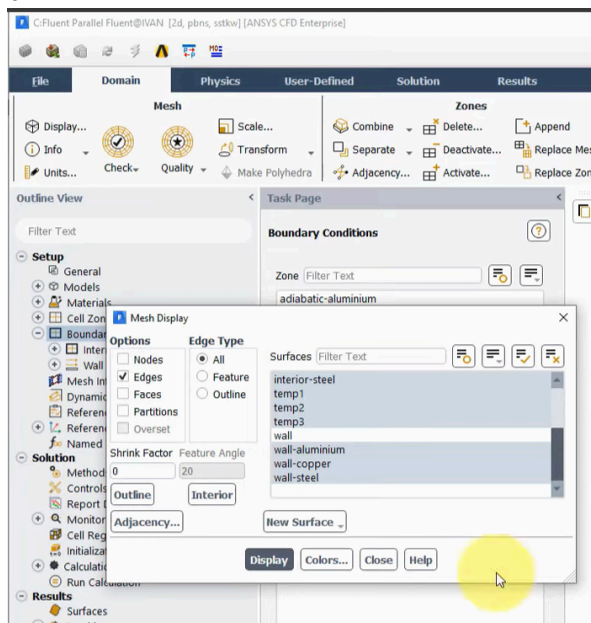 C:Fluent Parallel Fluent@IVAN [2d, pbns, sstkw] [ANSYS CFD Enterprise]
File Domain Physics User-Defined Solution Results
Mesh Zones
Display... Scale... Combine Delete... Append
Info Transform Separate Deactivate... Replace Mes
Units... Check Quality Make Polyhedra Adjacency... Activate... Replace Zon
Outline View < Task Page <
Filter Text
Boundary Conditions ?
Setup
General
Models
Materials
Cell Zon
Boundar
Inter
Wall
Mesh Int
Dynamic
Referenc
Referenc
Named
Solution
Method
Controls
Report D
Monitor
Cell Reg
Initializat
Calculatio
Run Calculation
Results
Surfaces
Zone Filter Text
adiabatic-aluminium
Mesh Display
Options Edge Type
Nodes All
Edges Feature
Faces Outline
Partitions
Overset
Surfaces Filter Text
interior-steel
temp1
temp2
temp3
wall
wall-aluminium
wall-copper
wall-steel
Shrink Factor Feature Angle
0 20
Outline Interior
Adjacency... New Surface
Display Colors... Close Help